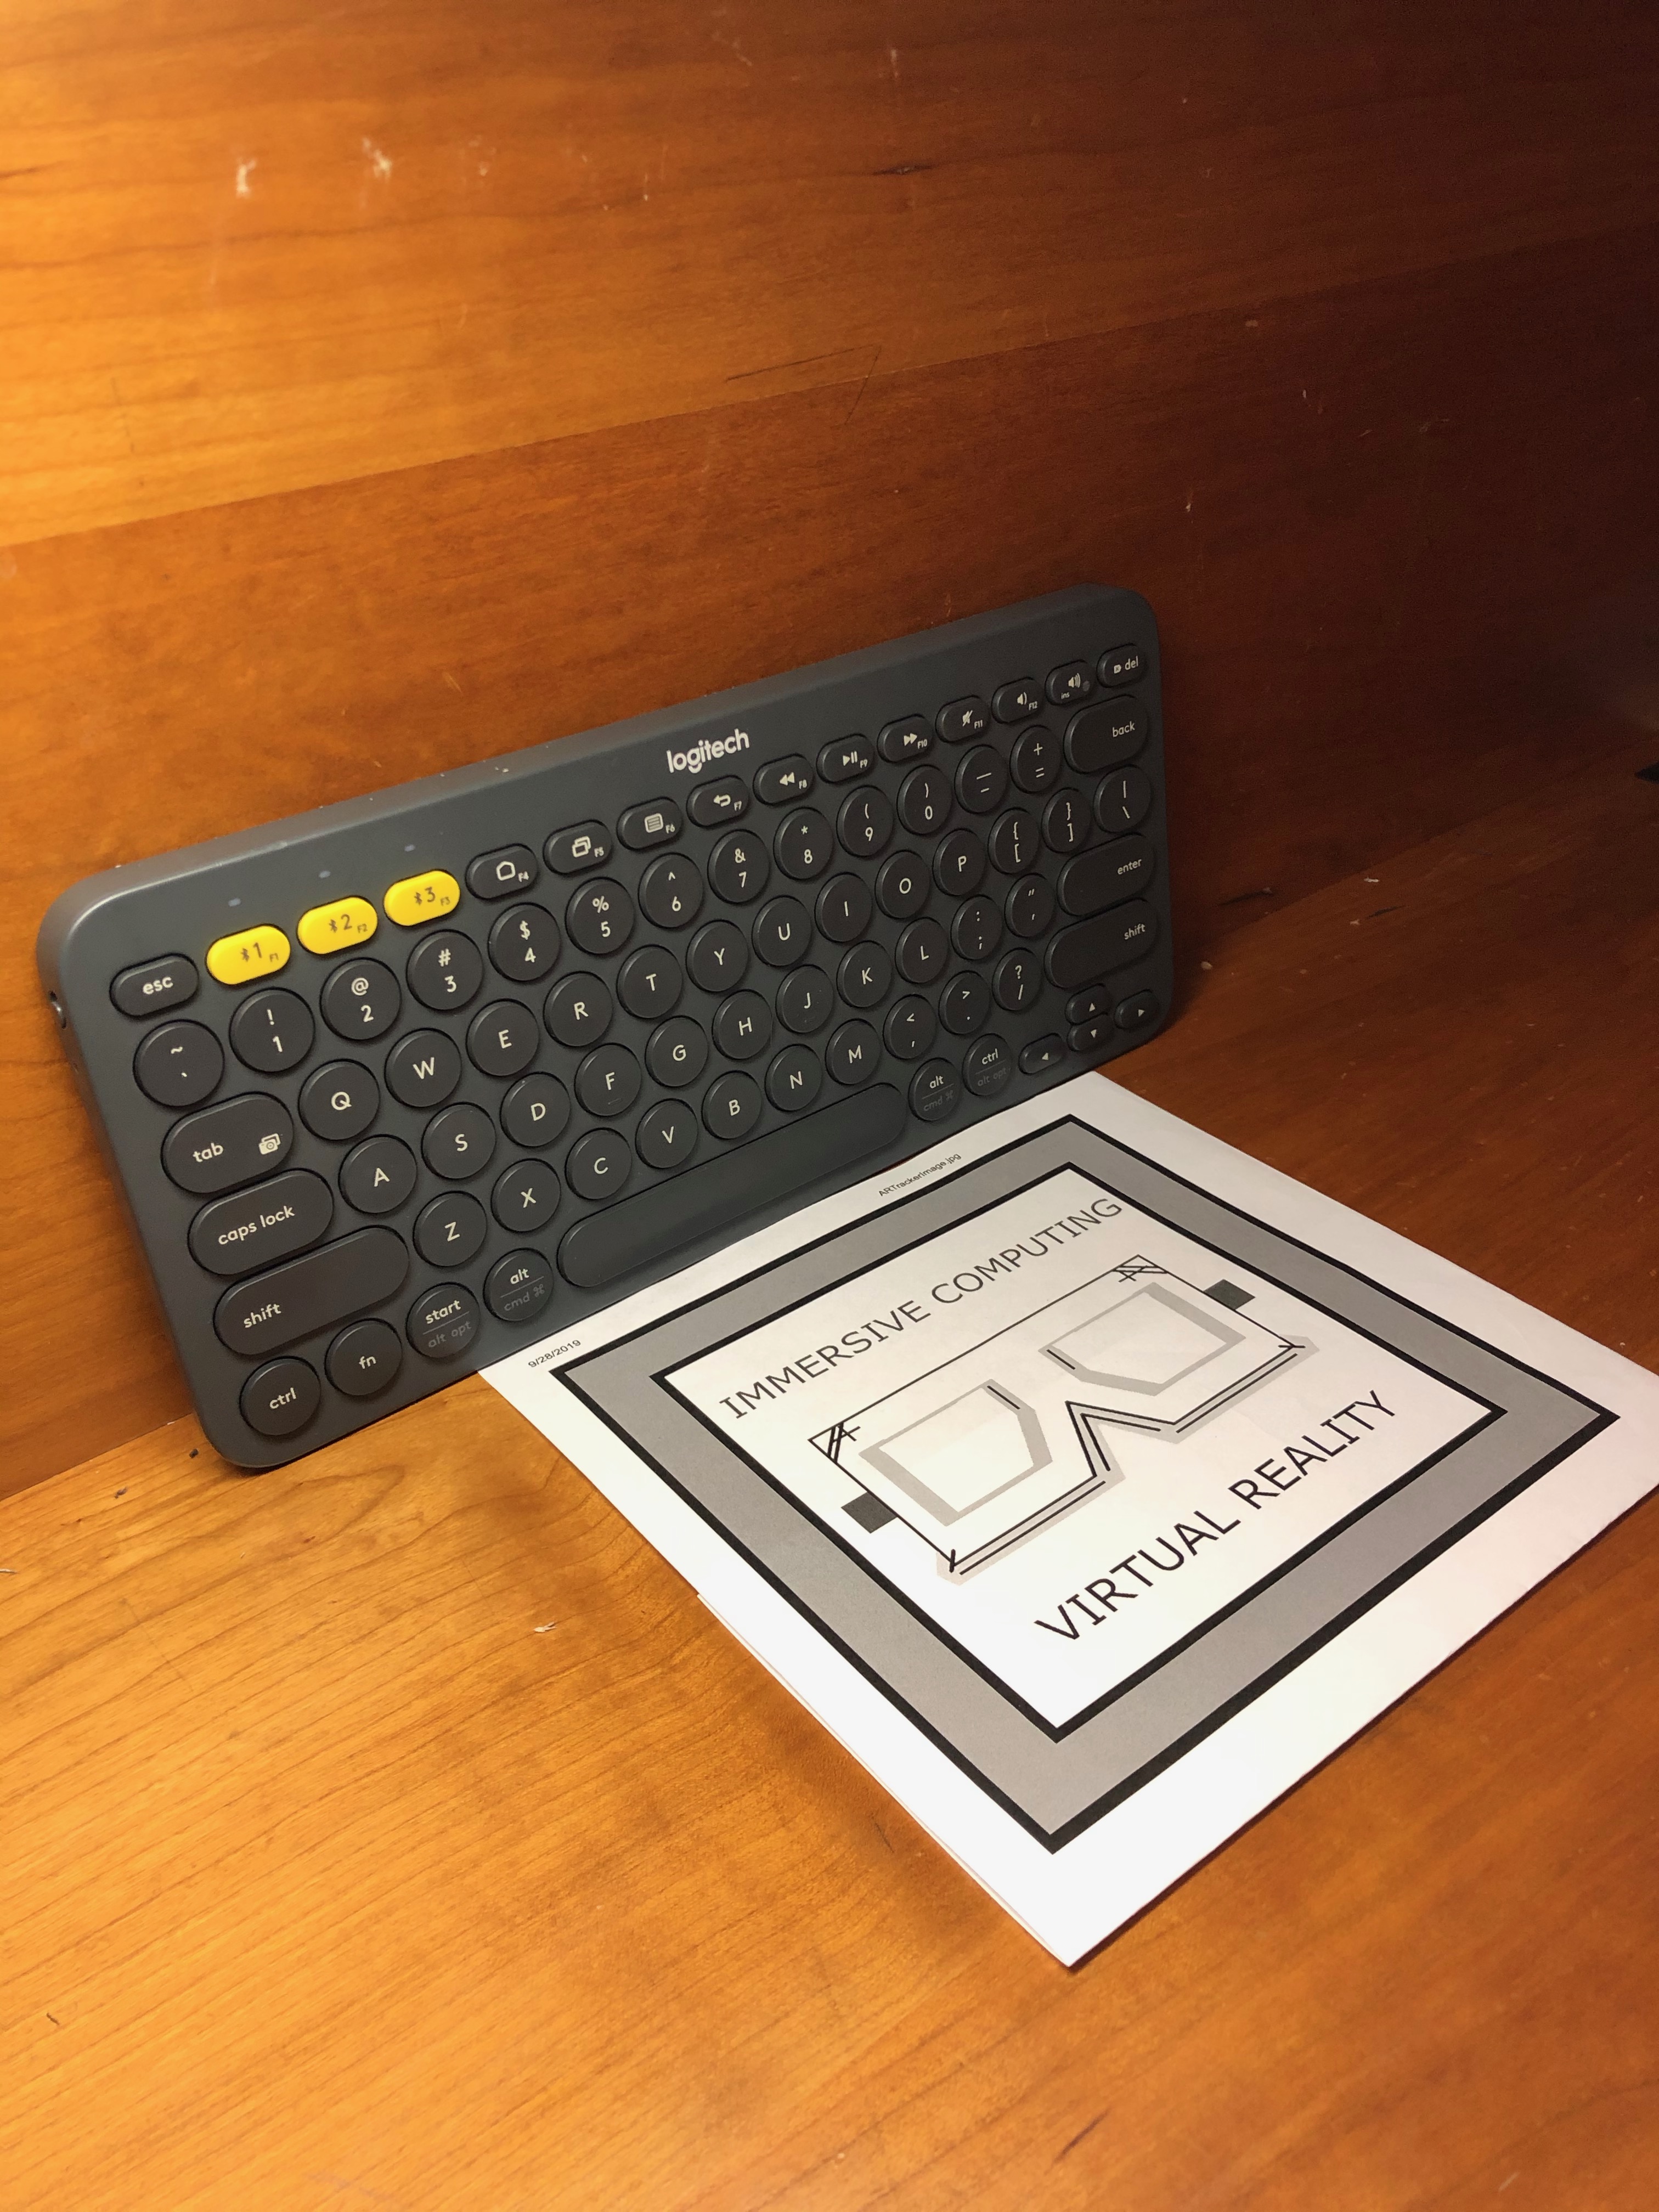 logitech
esc 1 F1 2 F2 3 F3 F4 F5 F6 F7 F8 F9 F10 F11 F12 ins del
~ ! @ # $ % ^ & * ( ) — +
` 1 2 3 4 5 6 7 8 9 0 - = back
tab Q W E R T Y U I O P { [ } ] | \
caps lock A S D F G H J K L : ; " ' enter
shift Z X C V B N M < , > . ? / shift
ctrl fn start alt alt ctrl
alt opt cmd ⌘ cmd ⌘ alt opt
9/28/2019 ARTrackerImage.jpg
IMMERSIVE COMPUTING
VIRTUAL REALITY